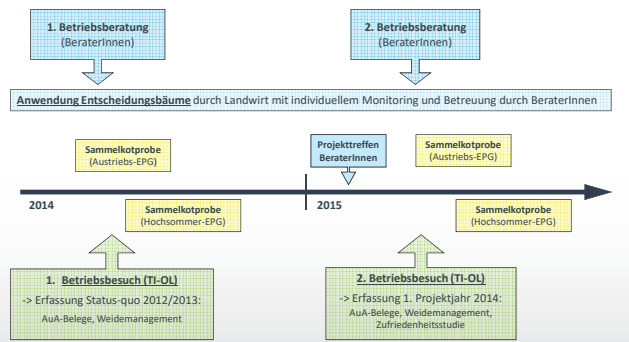 1. Betriebsberatung
(BeraterInnen)
2. Betriebsberatung
(BeraterInnen)
Anwendung Entscheidungsbäume durch Landwirt mit individuellem Monitoring und Betreuung durch BeraterInnen
Sammelkotprobe
(Austriebs-EPG)
Projekttreffen
BeraterInnen
Sammelkotprobe
(Austriebs-EPG)
2014
2015
Sammelkotprobe
(Hochsommer-EPG)
Sammelkotprobe
(Hochsommer-EPG)
1. Betriebsbesuch (TI-OL)
-> Erfassung Status-quo 2012/2013:
AuA-Belege, Weidemanagement
2. Betriebsbesuch (TI-OL)
-> Erfassung 1. Projektjahr 2014:
AuA-Belege, Weidemanagement,
Zufriedenheitsstudie